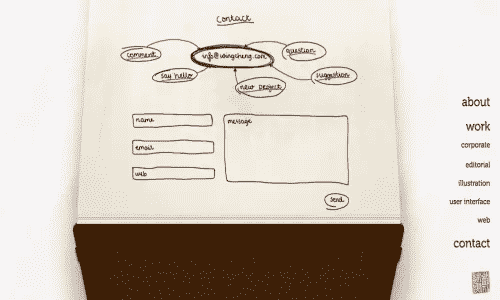 contact
comment
info@wingcheng.com
question
say hello
suggestion
new project
name
message
email
web
send
about
work
corporate
editorial
illustration
user interface
web
contact